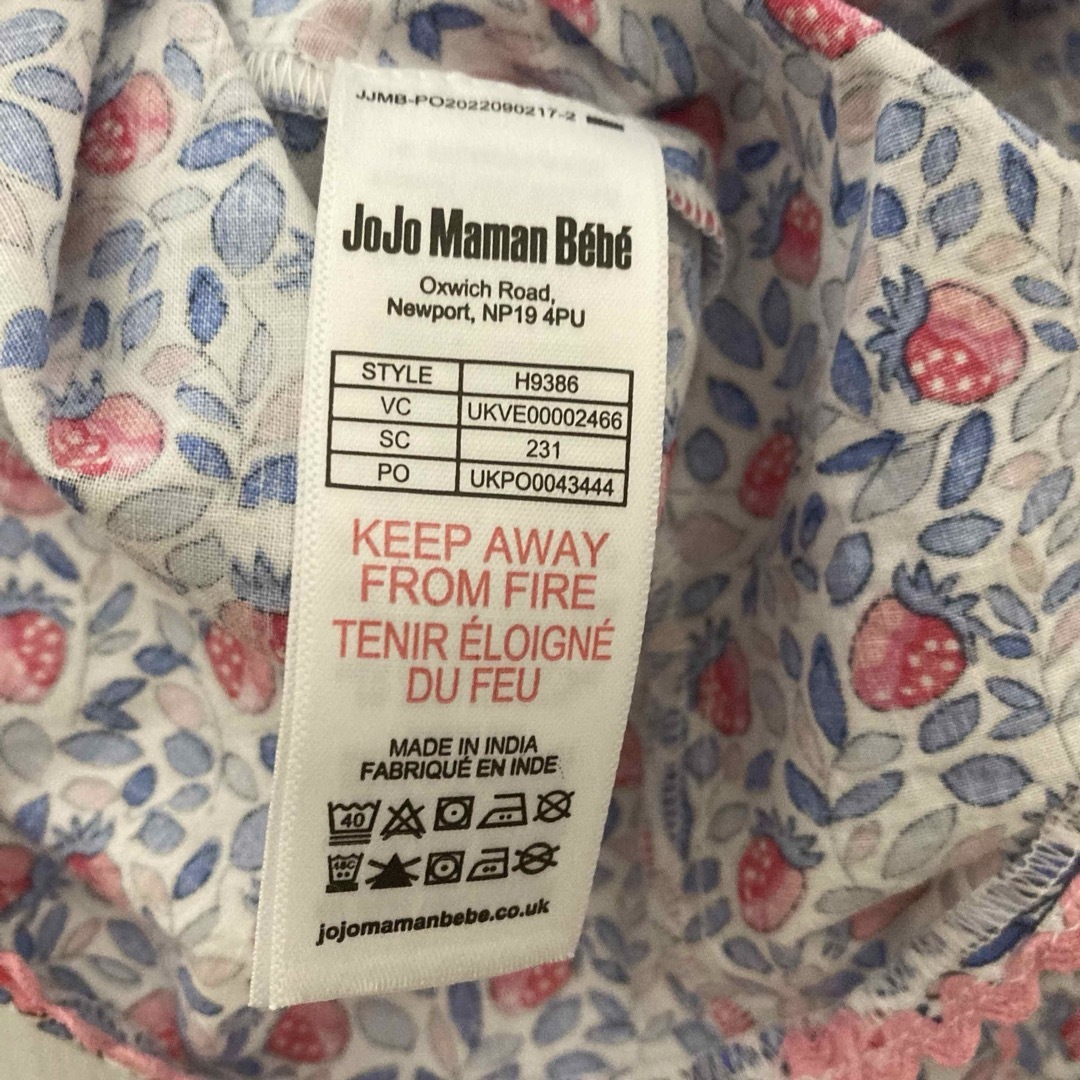 JJMB-PO2022090217-2
JoJo Maman Bébé
Oxwich Road,
Newport, NP19 4PU
STYLE H9386
VC UKVE00002466
SC 231
PO UKPO0043444
KEEP AWAY
FROM FIRE
TENIR ÉLOIGNÉ
DU FEU
MADE IN INDIA
FABRIQUÉ EN INDE
40
jojomamanbebe.co.uk